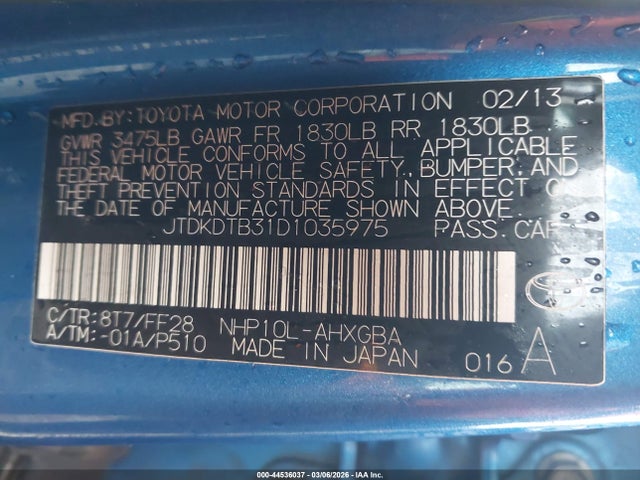 MFD.BY:TOYOTA MOTOR CORPORATION 02/13
GVWR 3475LB GAWR FR 1830LB RR 1830LB
THIS VEHICLE CONFORMS TO ALL APPLICABLE
FEDERAL MOTOR VEHICLE SAFETY, BUMPER, AND
THEFT PREVENTION STANDARDS IN EFFECT ON
THE DATE OF MANUFACTURE SHOWN ABOVE.
JTDKDTB31D1035975 PASS.CAR
C/TR:8T7/FF28 NHP10L-AHXGBA
A/TM:-01A/P510 MADE IN JAPAN 016 A
000-44536037 - 03/06/2026 - IAA Inc.